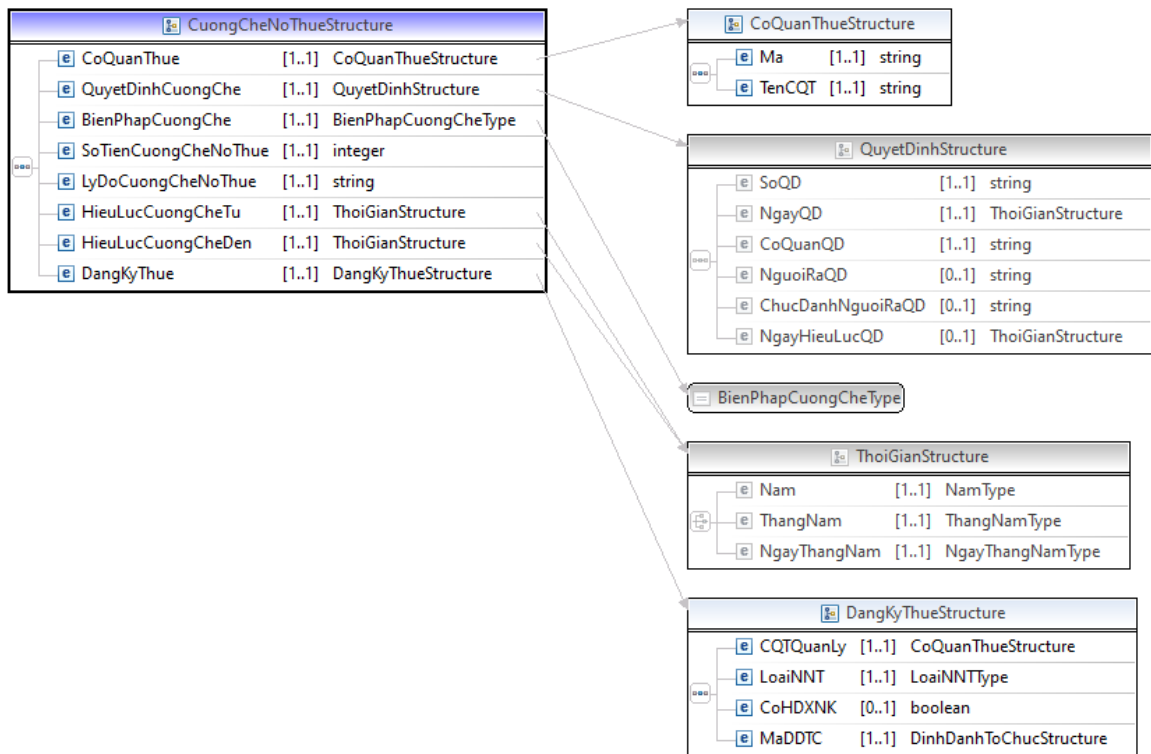 CuongCheNoThueStructure
CoQuanThue [1..1] CoQuanThueStructure
QuyetDinhCuongChe [1..1] QuyetDinhStructure
BienPhapCuongChe [1..1] BienPhapCuongCheType
SoTienCuongCheNoThue [1..1] integer
LyDoCuongCheNoThue [1..1] string
HieuLucCuongCheTu [1..1] ThoiGianStructure
HieuLucCuongCheDen [1..1] ThoiGianStructure
DangKyThue [1..1] DangKyThueStructure
CoQuanThueStructure
Ma [1..1] string
TenCQT [1..1] string
QuyetDinhStructure
SoQD [1..1] string
NgayQD [1..1] ThoiGianStructure
CoQuanQD [1..1] string
NguoiRaQD [0..1] string
ChucDanhNguoiRaQD [0..1] string
NgayHieuLucQD [0..1] ThoiGianStructure
BienPhapCuongCheType
ThoiGianStructure
Nam [1..1] NamType
ThangNam [1..1] ThangNamType
NgayThangNam [1..1] NgayThangNamType
DangKyThueStructure
CQTQuanLy [1..1] CoQuanThueStructure
LoaiNNT [1..1] LoaiNNTType
CoHDXNK [0..1] boolean
MaDDTC [1..1] DinhDanhToChucStructure